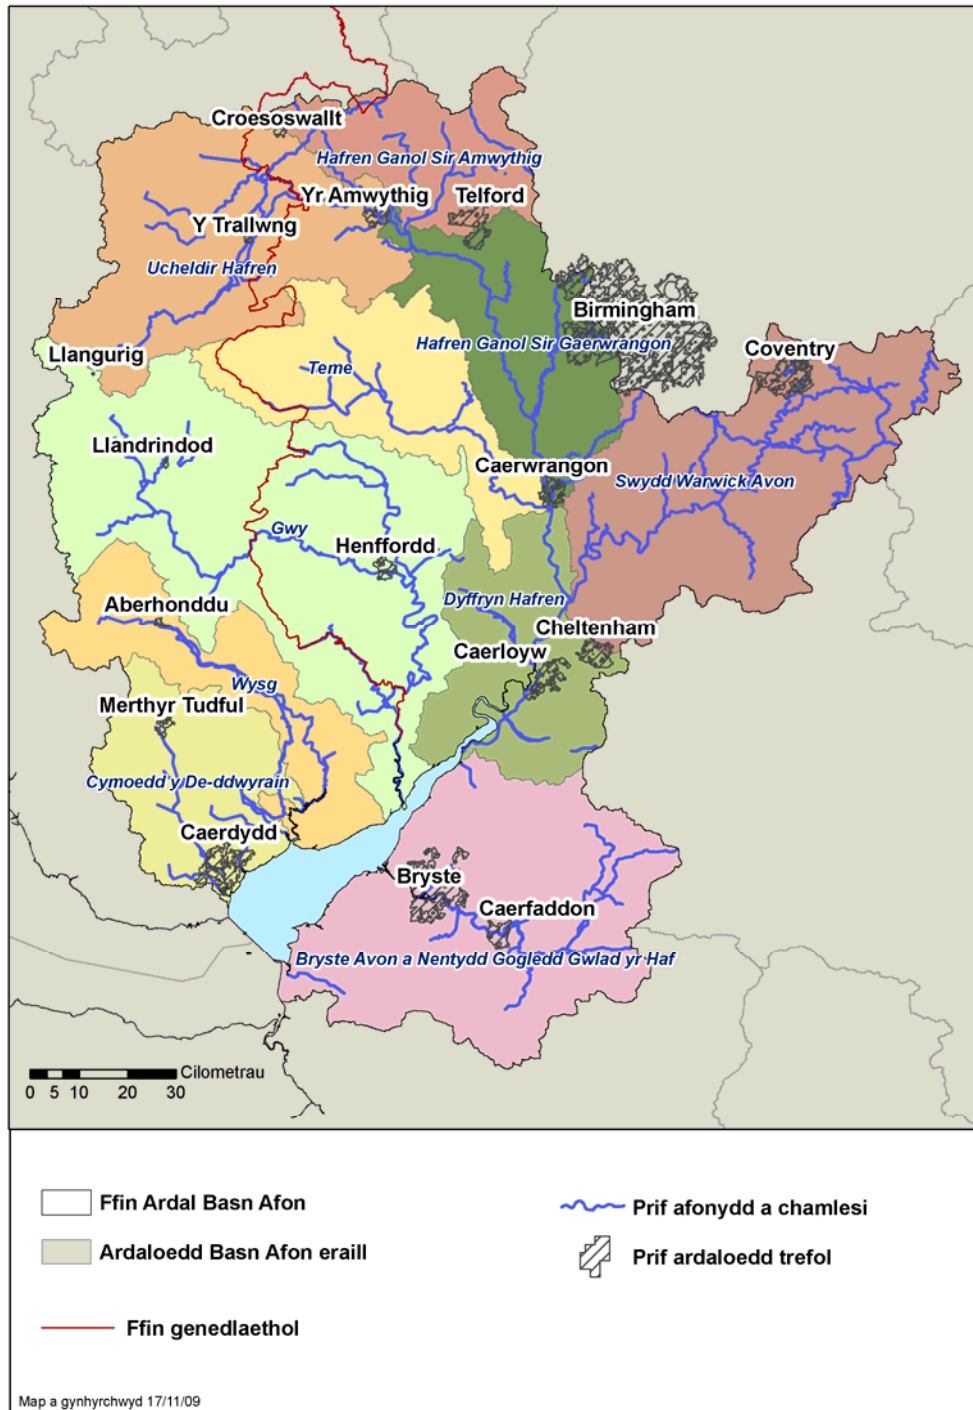 Croesoswallt
Hafren Ganol Sir Amwythig
Yr Amwythig
Telford
Y Trallwng
Ucheldir Hafren
Birmingham
Llangurig
Hafren Ganol Sir Gaerwrangon
Coventry
Teme
Llandrindod
Caerwrangon
Swydd Warwick Avon
Gwy
Henffordd
Aberhonddu
Dyffryn Hafren
Cheltenham
Caerloyw
Wysg
Merthyr Tudful
Cymoedd y De-ddwyrain
Caerdydd
Bryste
Caerfaddon
Bryste Avon a Nentydd Gogledd Gwlad yr Haf
Cilometrau
0 5 10 20 30
Ffin Ardal Basn Afon
Prif afonydd a chamlesi
Ardaloedd Basn Afon eraill
Prif ardaloedd trefol
Ffin genedlaethol
Map a gynhyrchwyd 17/11/09